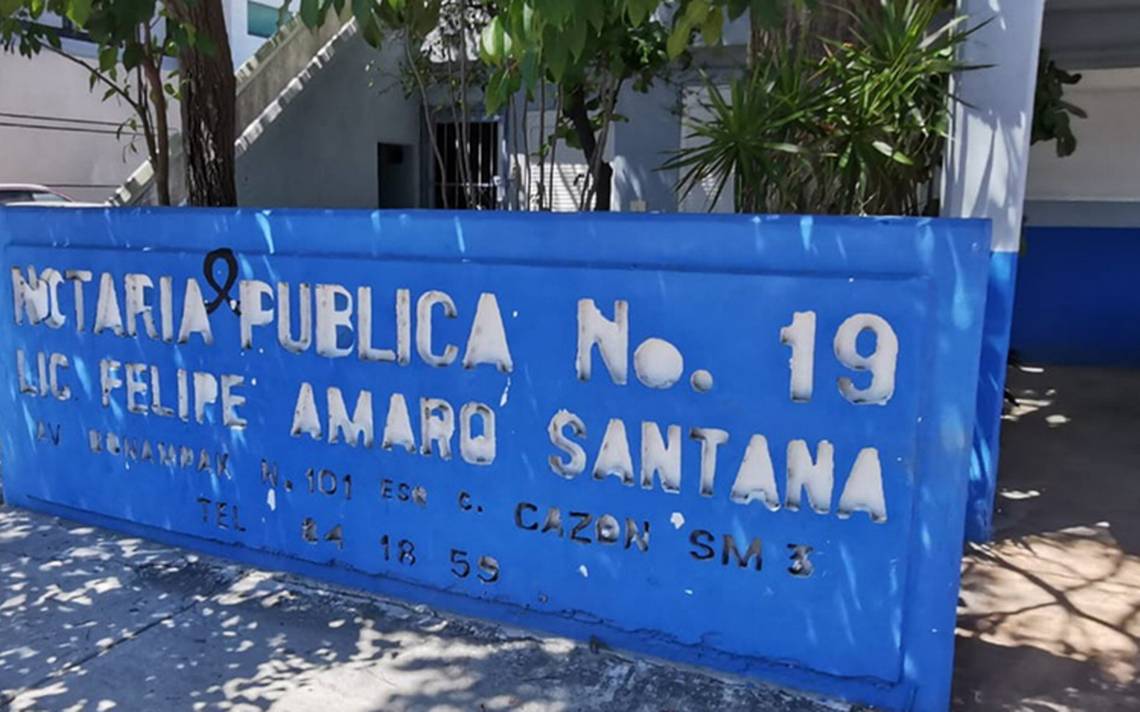 NOTARIA PUBLICA No. 19
LIC. FELIPE AMARO SANTANA
AV BONAMPAK N. 101 ESQ C. CAZON SM 3
TEL 84 18 59